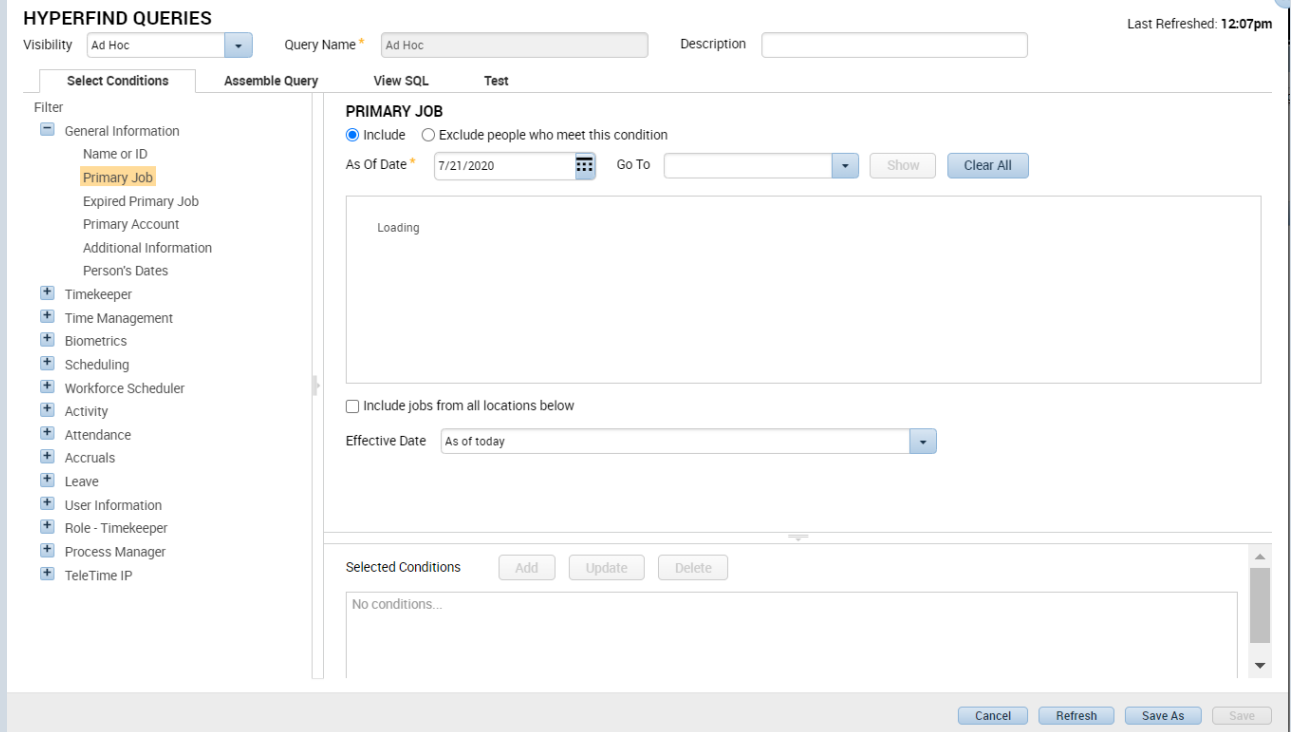 HYPERFIND QUERIES
Last Refreshed: 12:07pm
Visibility Ad Hoc Query Name * Ad Hoc Description
Select Conditions Assemble Query View SQL Test
Filter
General Information
Name or ID
Primary Job
Expired Primary Job
Primary Account
Additional Information
Person's Dates
Timekeeper
Time Management
Biometrics
Scheduling
Workforce Scheduler
Activity
Attendance
Accruals
Leave
User Information
Role - Timekeeper
Process Manager
TeleTime IP
PRIMARY JOB
Include Exclude people who meet this condition
As Of Date * 7/21/2020 Go To Show Clear All
Loading
Include jobs from all locations below
Effective Date As of today
Selected Conditions Add Update Delete
No conditions...
Cancel Refresh Save As Save